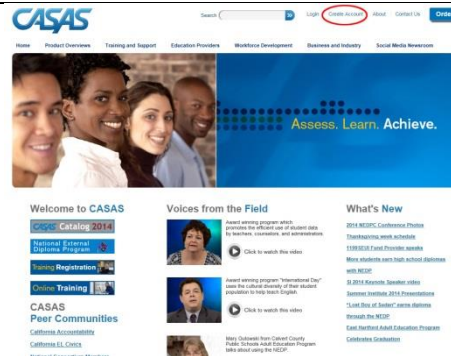 CASAS
Search
Login Create Account About Contact Us Order
Home Product Overviews Training and Support Education Providers Workforce Development Business and Industry Social Media Newsroom
Assess. Learn. Achieve.
Welcome to CASAS
CASAS Catalog 2014
National External
Diploma Program
Training Registration
Online Training
CASAS
Peer Communities
California Accountability
California EL Civics
Voices from the Field
Award winning program which
promotes the efficient use of student data
by teachers, counselors, and administrators.
Click to watch this video
Award winning program "International Day"
uses the cultural diversity of their student
population to help teach English
Click to watch this video
Mary Gutowski from Calvert County
Public Schools Adult Education Program
talks about using the NEDP.
What's New
2014 NEDPC Conference Photos
Thanksgiving week schedule
Fund Provider speaks
More students earn high school diplomas
with NEDP
SI 2014 Keynote Speaker video
Summer Institute 2014 Presentations
"Lost Boy of Sudan" earns diploma
through the NEDP
East Hartford Adult Education Program
Celebrates Graduation